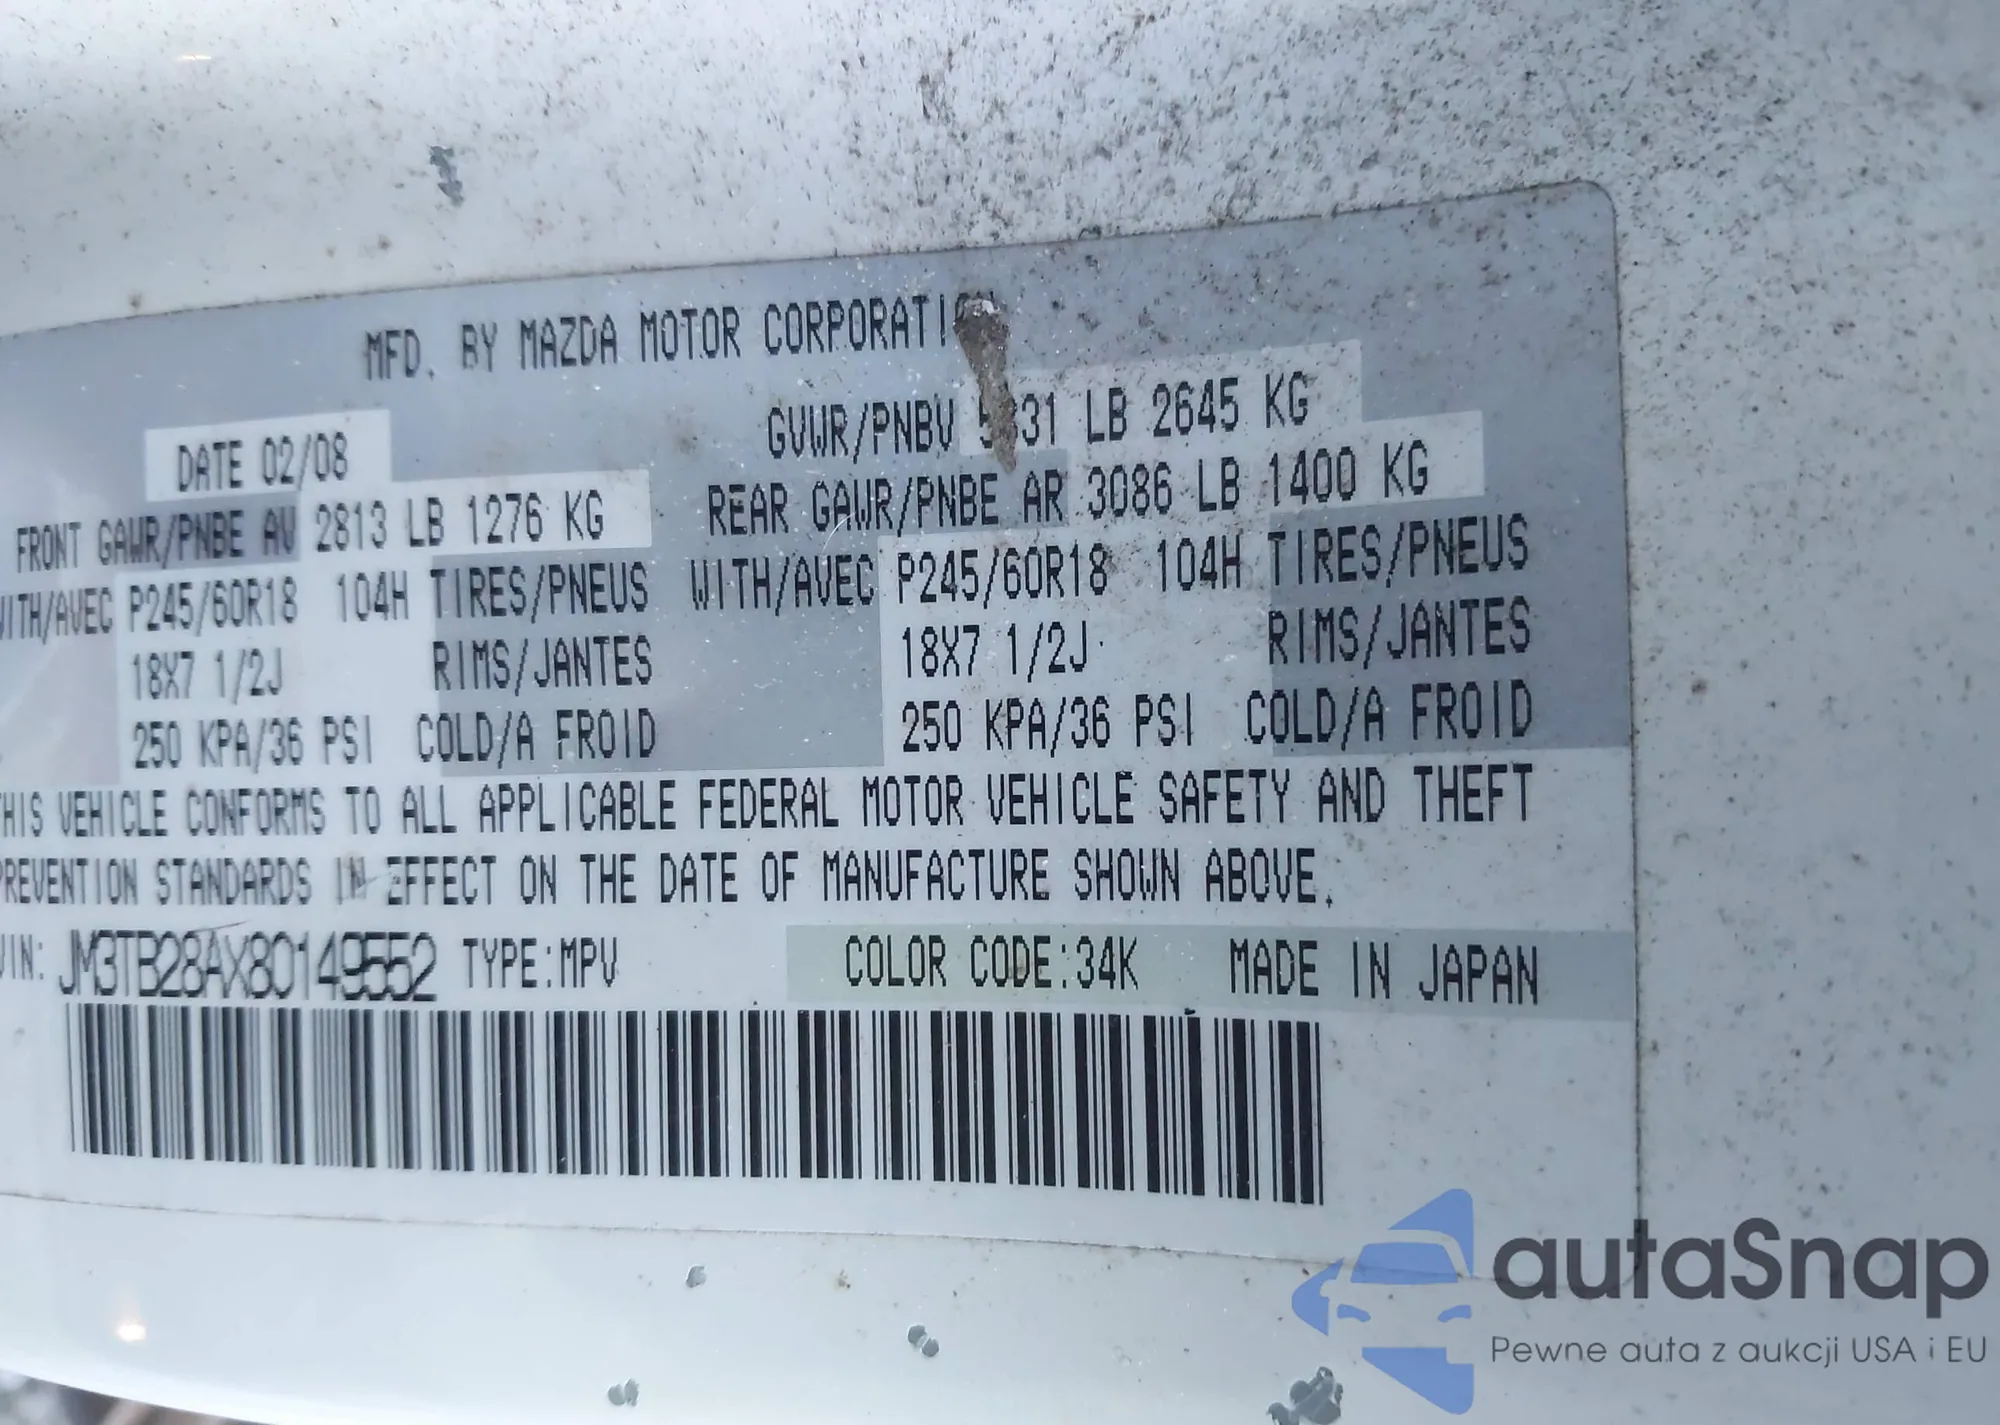 MFD. BY MAZDA MOTOR CORPORATION
DATE 02/08 GVWR/PNBV 5831 LB 2645 KG
FRONT GAWR/PNBE AV 2813 LB 1276 KG REAR GAWR/PNBE AR 3086 LB 1400 KG
WITH/AVEC P245/60R18 104H TIRES/PNEUS WITH/AVEC P245/60R18 104H TIRES/PNEUS
18X7 1/2J RIMS/JANTES 18X7 1/2J RIMS/JANTES
250 KPA/36 PSI COLD/A FROID 250 KPA/36 PSI COLD/A FROID
THIS VEHICLE CONFORMS TO ALL APPLICABLE FEDERAL MOTOR VEHICLE SAFETY AND THEFT
PREVENTION STANDARDS IN EFFECT ON THE DATE OF MANUFACTURE SHOWN ABOVE.
VIN: JM3TB28AX80149552 TYPE:MPV COLOR CODE:34K MADE IN JAPAN
autaSnap
Pewne auta z aukcji USA i EU